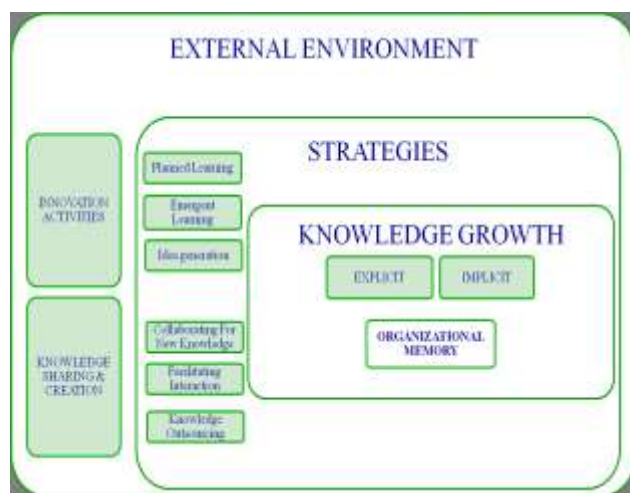 EXTERNAL ENVIRONMENT
STRATEGIES
Planned Learning
Emergent
Learning
Idea generation
INNOVATION
ACTIVITIES
KNOWLEDGE GROWTH
EXPLICIT
IMPLICIT
ORGANIZATIONAL
MEMORY
Collaborating For
New Knowledge
Facilitating
Interaction
Knowledge
Outsourcing
KNOWLEDGE
SHARING &
CREATION